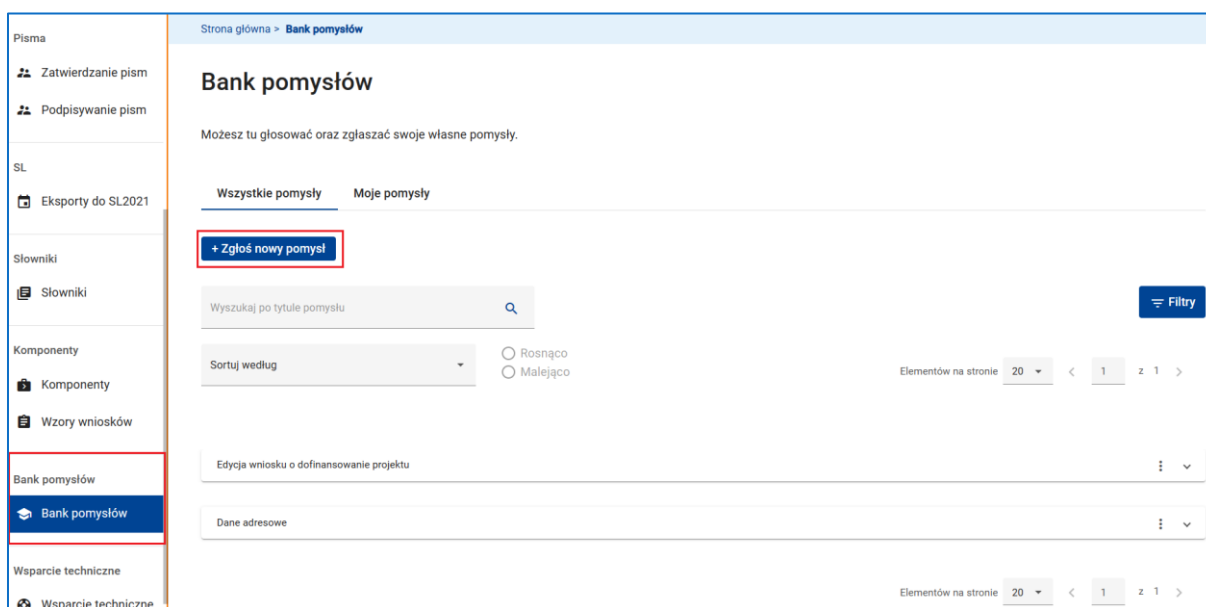 Pisma
Zatwierdzanie pism
Podpisywanie pism
SL
Eksporty do SL2021
Słowniki
Słowniki
Komponenty
Komponenty
Wzory wniosków
Bank pomysłów
Bank pomysłów
Wsparcie techniczne
Wsparcie techniczne
Strona główna > Bank pomysłów
Bank pomysłów
Możesz tu głosować oraz zgłaszać swoje własne pomysły.
Wszystkie pomysły Moje pomysły
+ Zgłoś nowy pomysł
Wyszukaj po tytule pomysłu
Filtry
Sortuj według
Rosnąco
Malejąco
Elementów na stronie 20 < 1 z 1 >
Edycja wniosku o dofinansowanie projektu
Dane adresowe
Elementów na stronie 20 < 1 z 1 >